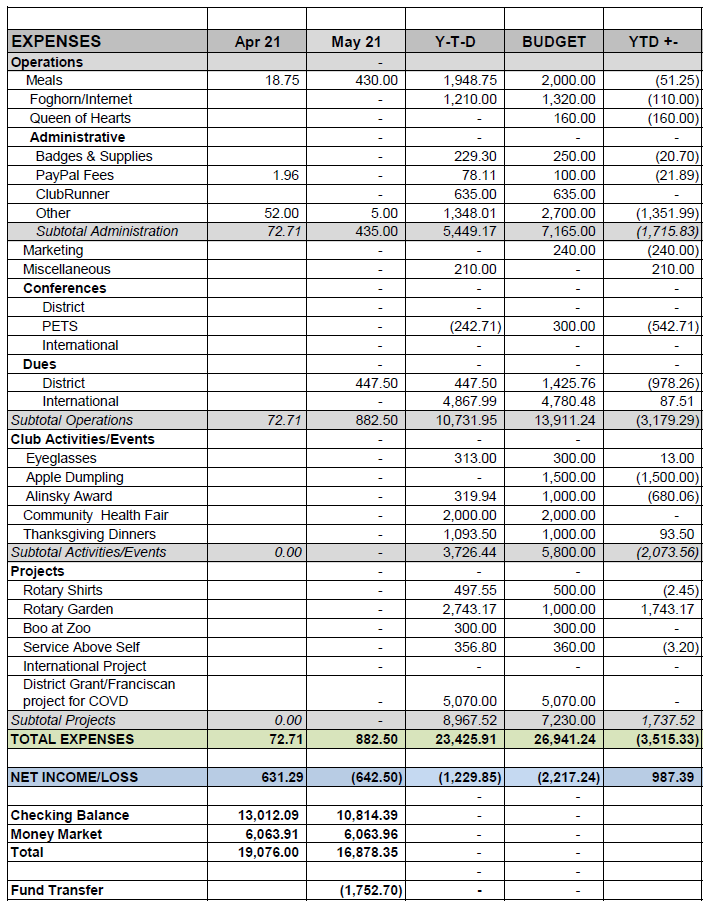 EXPENSES Apr 21 May 21 Y-T-D BUDGET YTD +-
Operations -
Meals 18.75 430.00 1,948.75 2,000.00 (51.25)
Foghorn/Internet - 1,210.00 1,320.00 (110.00)
Queen of Hearts - - 160.00 (160.00)
Administrative - - - -
Badges & Supplies - 229.30 250.00 (20.70)
PayPal Fees 1.96 - 78.11 100.00 (21.89)
ClubRunner - 635.00 635.00 -
Other 52.00 5.00 1,348.01 2,700.00 (1,351.99)
Subtotal Administration 72.71 435.00 5,449.17 7,165.00 (1,715.83)
Marketing - - 240.00 (240.00)
Miscellaneous - 210.00 - 210.00
Conferences - - - -
District - - - -
PETS - (242.71) 300.00 (542.71)
International - - - -
Dues - - - -
District 447.50 447.50 1,425.76 (978.26)
International - 4,867.99 4,780.48 87.51
Subtotal Operations 72.71 882.50 10,731.95 13,911.24 (3,179.29)
Club Activities/Events - - -
Eyeglasses - 313.00 300.00 13.00
Apple Dumpling - - 1,500.00 (1,500.00)
Alinsky Award - 319.94 1,000.00 (680.06)
Community Health Fair - 2,000.00 2,000.00 -
Thanksgiving Dinners - 1,093.50 1,000.00 93.50
Subtotal Activities/Events 0.00 - 3,726.44 5,800.00 (2,073.56)
Projects - - -
Rotary Shirts - 497.55 500.00 (2.45)
Rotary Garden - 2,743.17 1,000.00 1,743.17
Boo at Zoo - 300.00 300.00 -
Service Above Self - 356.80 360.00 (3.20)
International Project - - - -
District Grant/Franciscan
project for COVD - 5,070.00 5,070.00 -
Subtotal Projects 0.00 - 8,967.52 7,230.00 1,737.52
TOTAL EXPENSES 72.71 882.50 23,425.91 26,941.24 (3,515.33)
NET INCOME/LOSS 631.29 (642.50) (1,229.85) (2,217.24) 987.39
- -
Checking Balance 13,012.09 10,814.39 - -
Money Market 6,063.91 6,063.96 - -
Total 19,076.00 16,878.35 - -
- -
Fund Transfer (1,752.70) - -